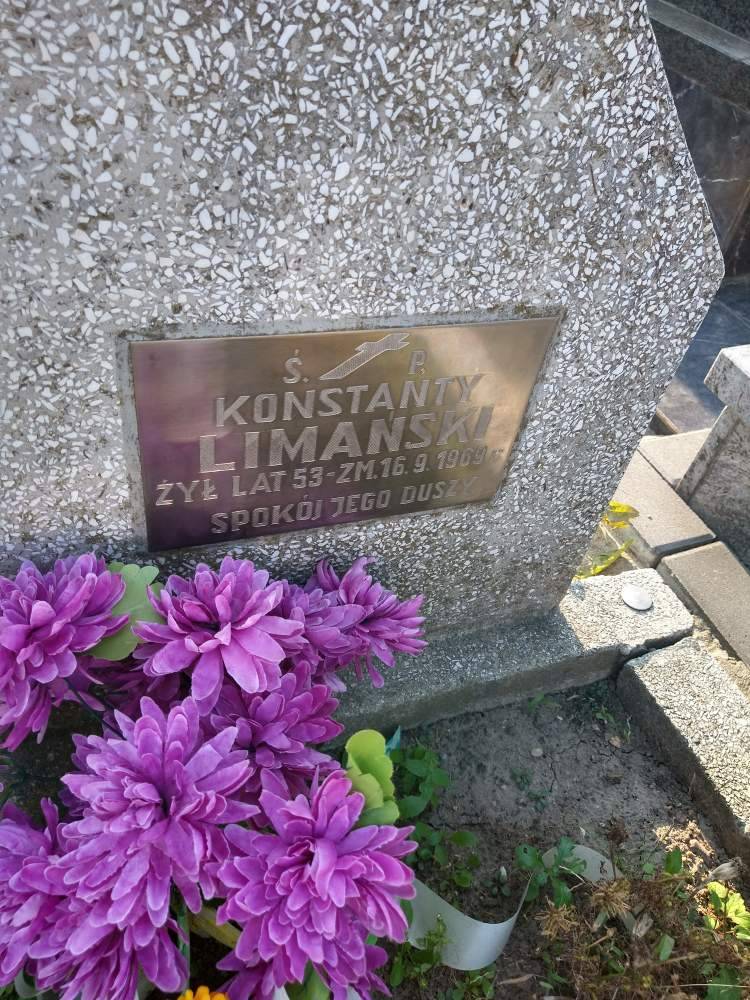 Ś. P.
KONSTANTY
LIMAŃSKI
ŻYŁ LAT 53-ZM.16.9.1969 r.
SPOKÓJ JEGO DUSZY